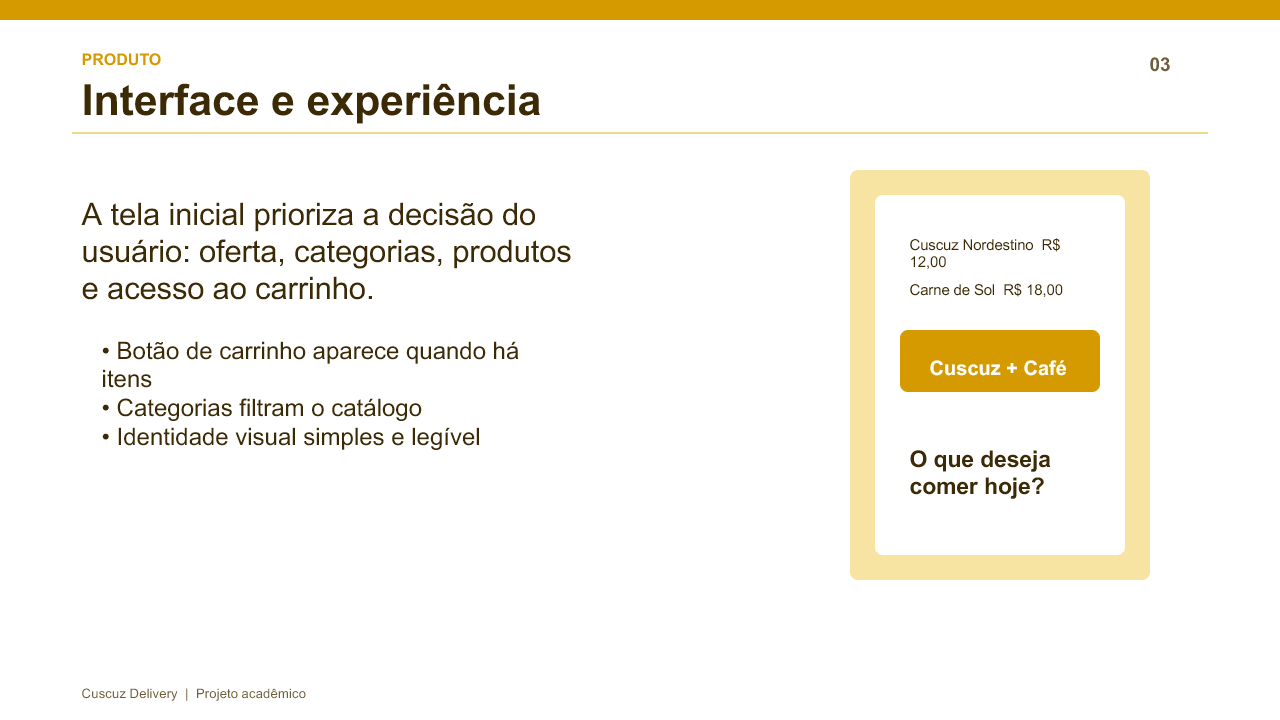 PRODUTO
03
Interface e experiência
A tela inicial prioriza a decisão do
usuário: oferta, categorias, produtos
e acesso ao carrinho.
• Botão de carrinho aparece quando há
itens
• Categorias filtram o catálogo
• Identidade visual simples e legível
Cuscuz Nordestino  R$
12,00
Carne de Sol  R$ 18,00
Cuscuz + Café
O que deseja
comer hoje?
Cuscuz Delivery  |  Projeto acadêmico